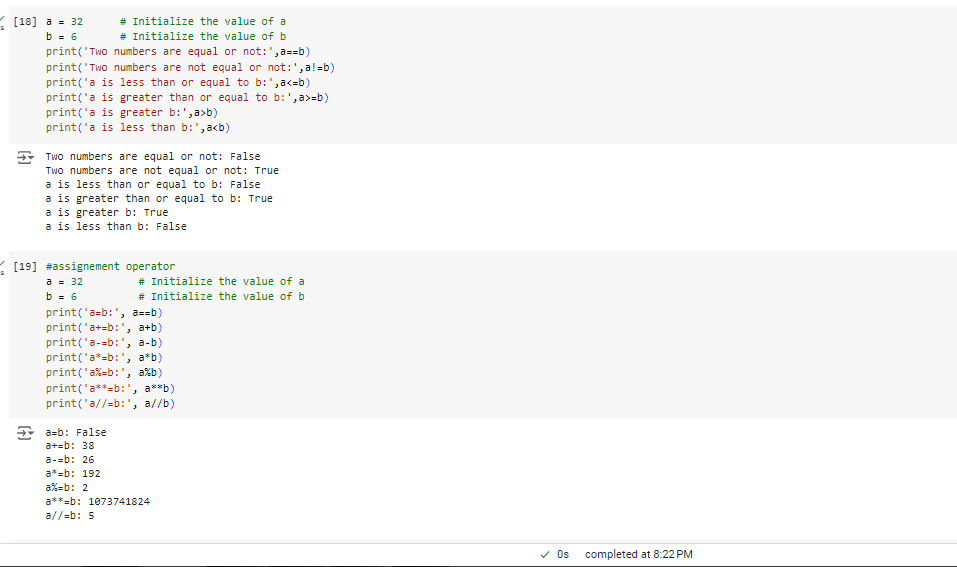 [18] a = 32      # Initialize the value of a
b = 6       # Initialize the value of b
print('Two numbers are equal or not:',a==b)
print('Two numbers are not equal or not:',a!=b)
print('a is less than or equal to b:',a<=b)
print('a is greater than or equal to b:',a>=b)
print('a is greater b:',a>b)
print('a is less than b:',a<b)
Two numbers are equal or not: False
Two numbers are not equal or not: True
a is less than or equal to b: False
a is greater than or equal to b: True
a is greater b: True
a is less than b: False
[19] #assignement operator
a = 32         # Initialize the value of a
b = 6          # Initialize the value of b
print('a=b:', a==b)
print('a+=b:', a+b)
print('a-=b:', a-b)
print('a*=b:', a*b)
print('a%=b:', a%b)
print('a**=b:', a**b)
print('a//=b:', a//b)
a=b: False
a+=b: 38
a-=b: 26
a*=b: 192
a%=b: 2
a**=b: 1073741824
a//=b: 5
✓ 0s completed at 8:22 PM